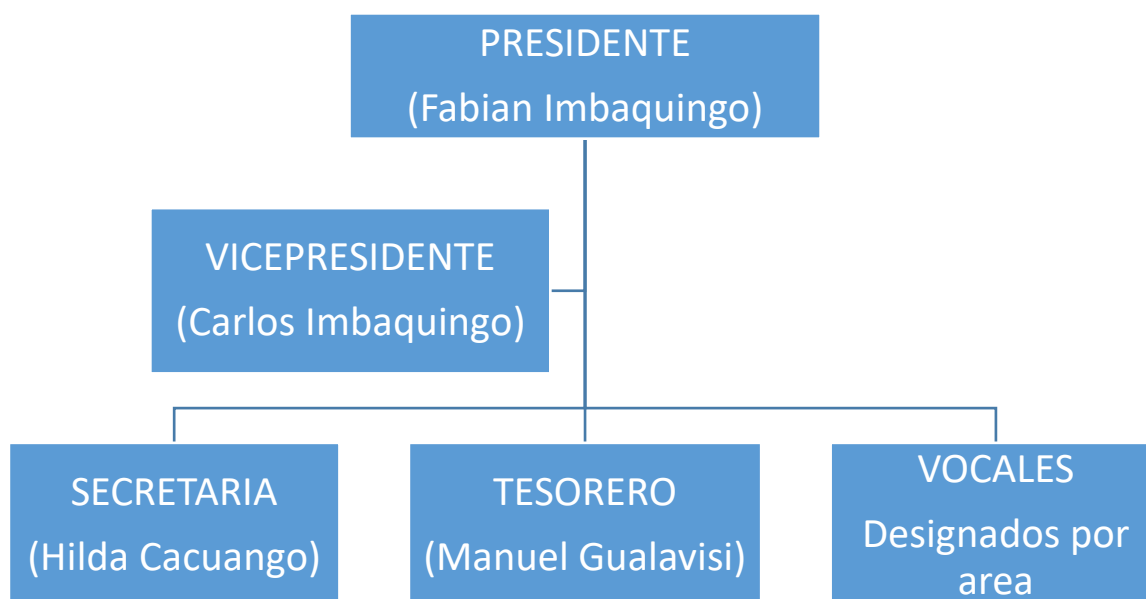 PRESIDENTE
(Fabian Imbaquingo)
VICEPRESIDENTE
(Carlos Imbaquingo)
SECRETARIA
(Hilda Cacuango)
TESORERO
(Manuel Gualavisi)
VOCALES
Designados por
area